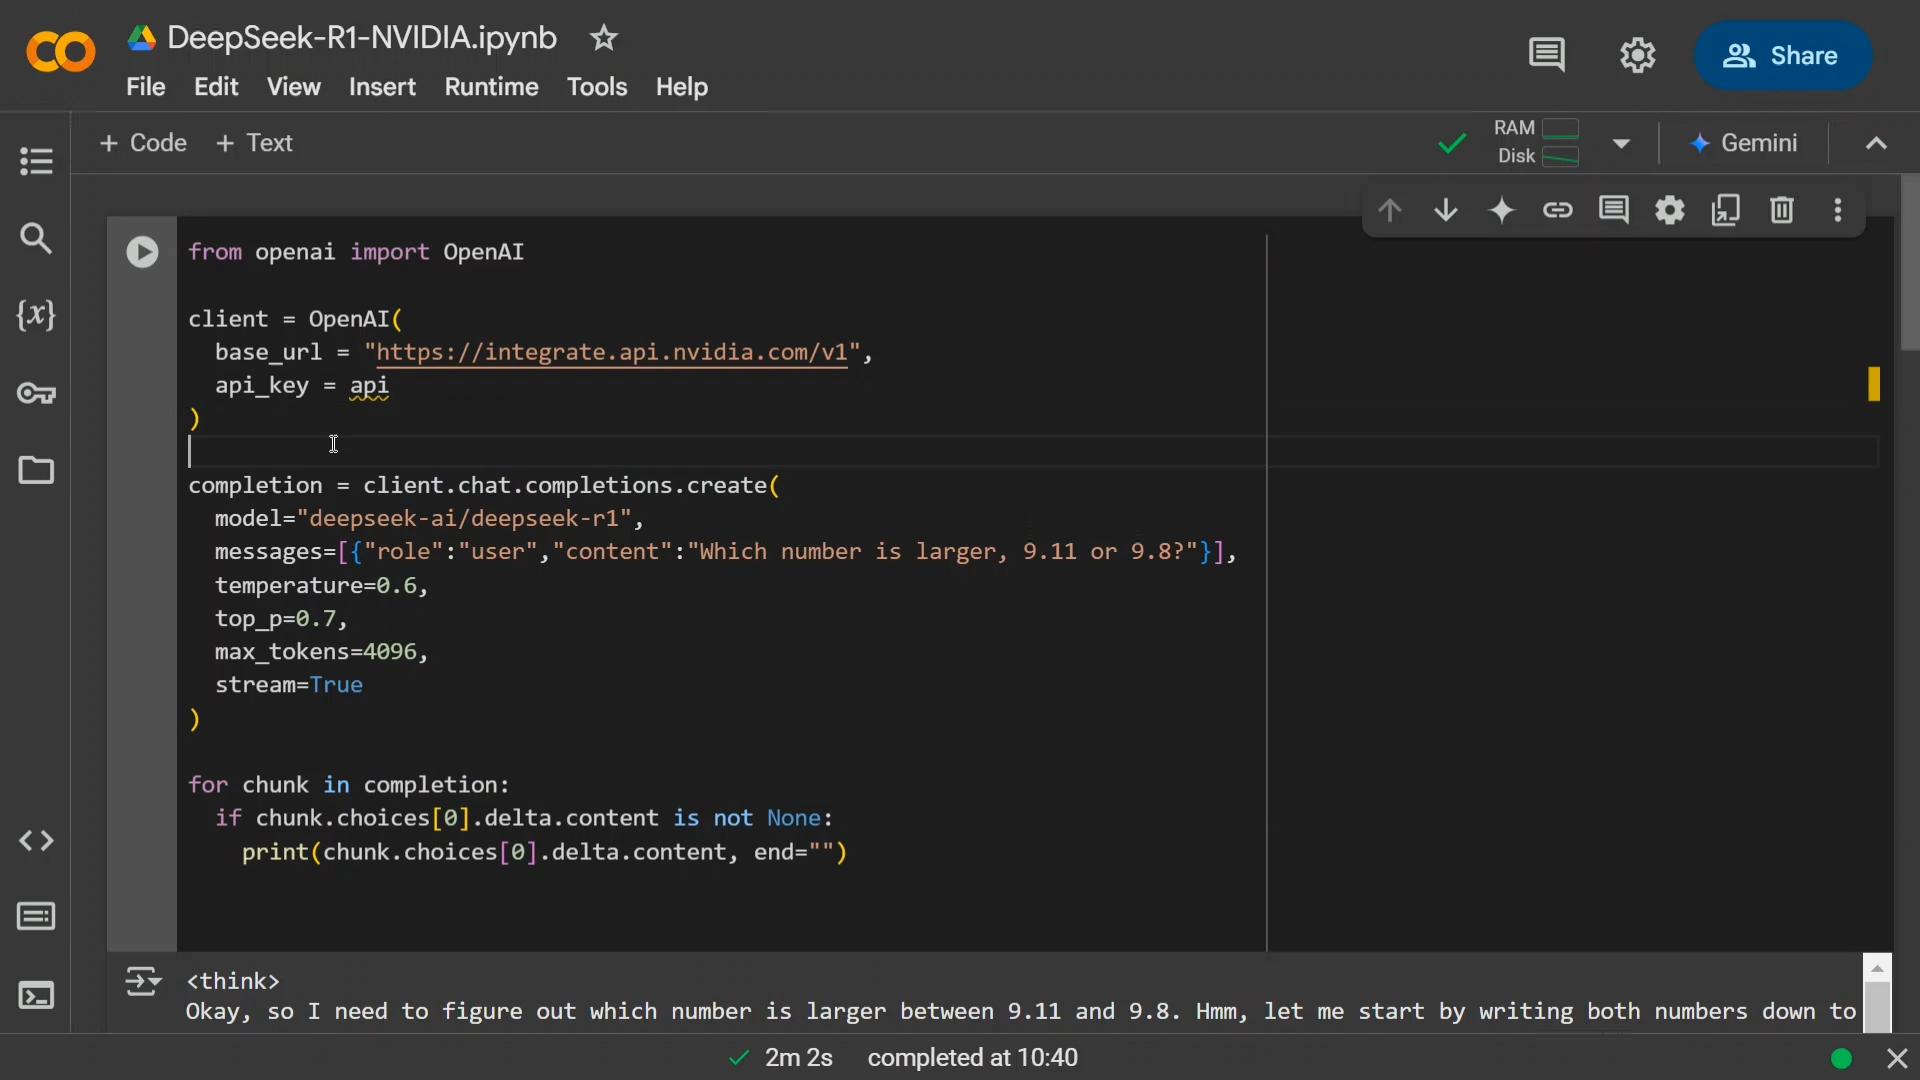 DeepSeek-R1-NVIDIA.ipynb
File Edit View Insert Runtime Tools Help
Share
+ Code + Text
RAM
Disk
Gemini
from openai import OpenAI
client = OpenAI(
base_url = "https://integrate.api.nvidia.com/v1",
api_key = api
)
completion = client.chat.completions.create(
model="deepseek-ai/deepseek-r1",
messages=[{"role":"user","content":"Which number is larger, 9.11 or 9.8?"}],
temperature=0.6,
top_p=0.7,
max_tokens=4096,
stream=True
)
for chunk in completion:
if chunk.choices[0].delta.content is not None:
print(chunk.choices[0].delta.content, end="")
<think>
Okay, so I need to figure out which number is larger between 9.11 and 9.8. Hmm, let me start by writing both numbers down to
2m 2s completed at 10:40